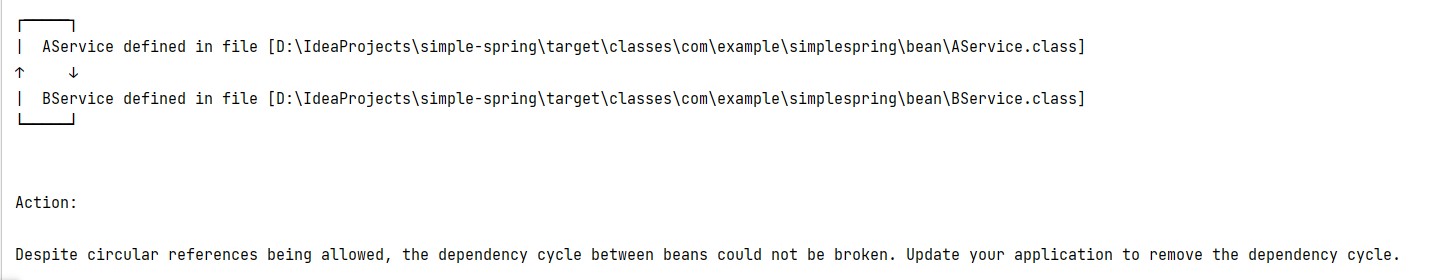 ┌─────┐
|  AService defined in file [D:\IdeaProjects\simple-spring\target\classes\com\example\simplespring\bean\AService.class]
↑     ↓
|  BService defined in file [D:\IdeaProjects\simple-spring\target\classes\com\example\simplespring\bean\BService.class]
└─────┘
Action:
Despite circular references being allowed, the dependency cycle between beans could not be broken. Update your application to remove the dependency cycle.